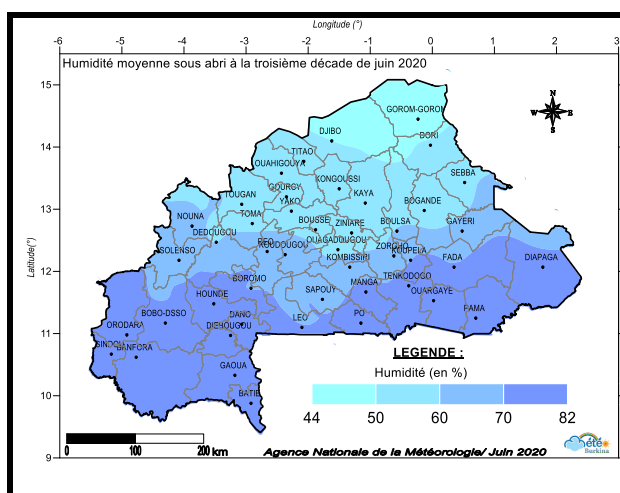 Longitude (°)
-6 -5 -4 -3 -2 -1 0 1 2 3
Humidité moyenne sous abri à la troisième décade de juin 2020
15
GOROM-GOROM
N
W E
S
DJIBO
14
DORI
TITAO
OUAHIGOUYA
SEBBA
KONGOUSSI
GOURCY
KAYA
TOUGAN
YAKO
BOGANDE
13
NOUNA
TOMA
BOUSSE
ZINIARE
BOULSA
GAYERI
DEDOUGOU
REO
KOUDOUGOU
OUAGADOUGOU
ZORGHO
KOUPELA
SOLENSO
KOMBISSIRI
FADA
DIAPAGA
Latitude(°)
12
BOROMO
TENKODOGO
HOUNDE
SAPOUY
MANGA
OUARGAYE
BOBO-DSSO
DANO
LEO
PO
PAMA
ORODARA
DIEBOUGOU
11
SINDOU
BANFORA
LEGENDE :
GAOUA
Humidité (en %)
10
BATIE
44 50 60 70 82
0 100 200 km
Agence Nationale de la Météorologie/ Juin 2020
été
Burkina
9